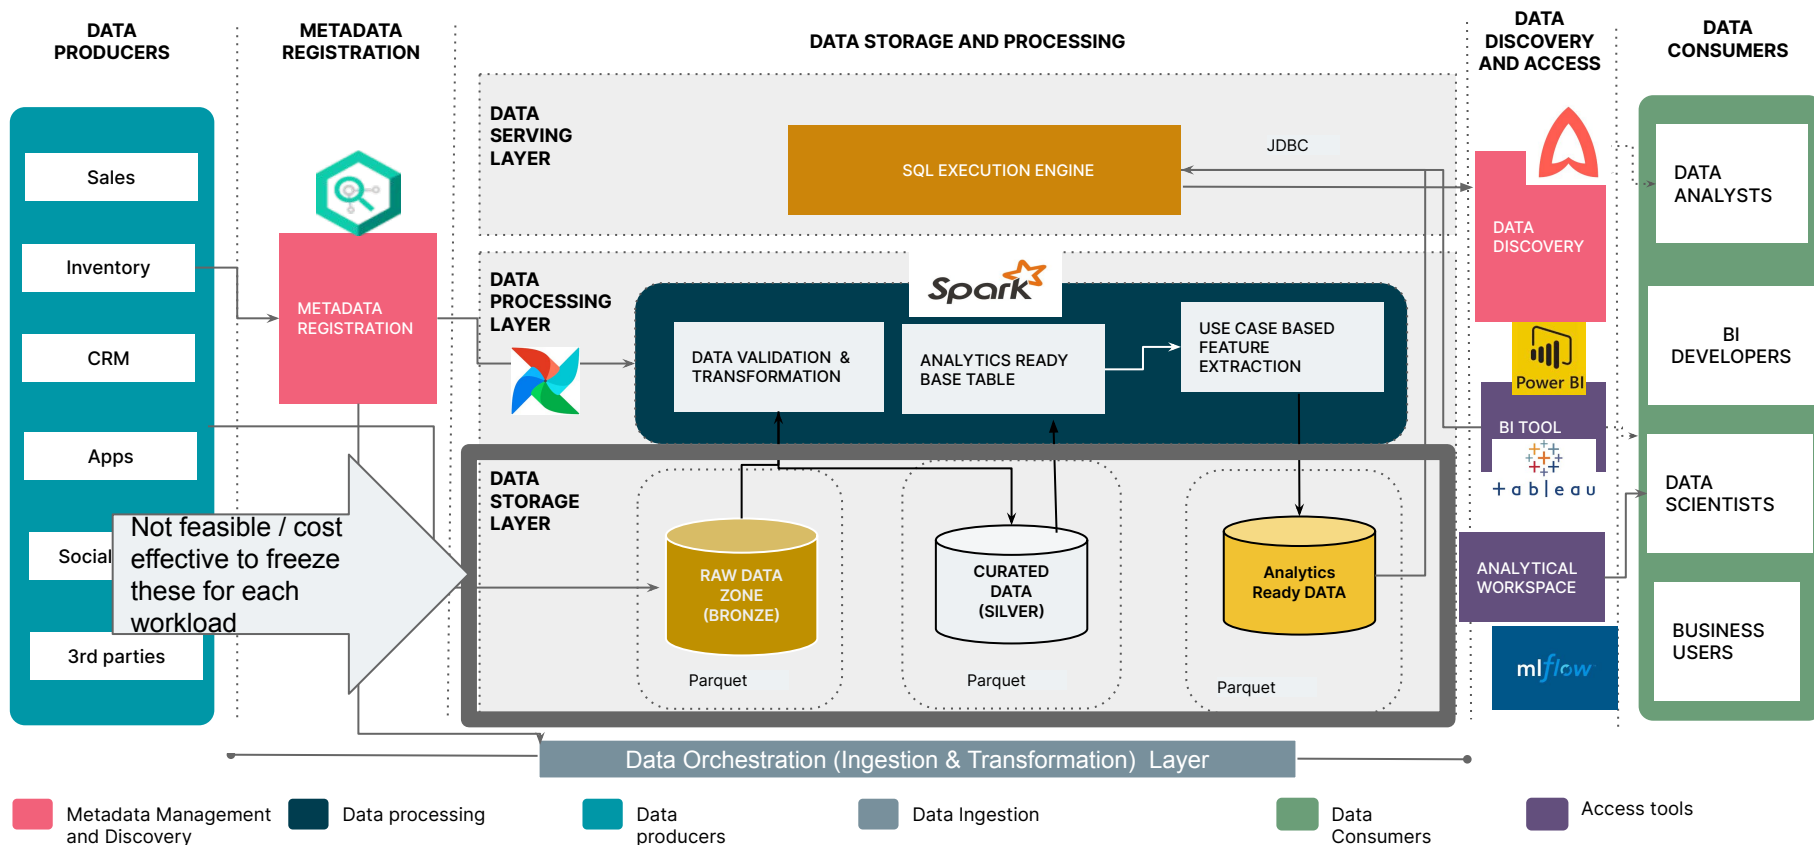 DATA
PRODUCERS
METADATA
REGISTRATION
DATA STORAGE AND PROCESSING
DATA
DISCOVERY
AND ACCESS
DATA
CONSUMERS
Sales
Inventory
CRM
Apps
Social
3rd parties
Not feasible / cost
effective to freeze
these for each
workload
METADATA
REGISTRATION
DATA
SERVING
LAYER
SQL EXECUTION ENGINE
JDBC
DATA
PROCESSING
LAYER
Spark
DATA VALIDATION &
TRANSFORMATION
ANALYTICS READY
BASE TABLE
USE CASE BASED
FEATURE
EXTRACTION
DATA
STORAGE
LAYER
RAW DATA
ZONE
(BRONZE)
Parquet
CURATED
DATA
(SILVER)
Parquet
Analytics
Ready DATA
Parquet
DATA
DISCOVERY
Power BI
BI TOOL
+ableau
ANALYTICAL
WORKSPACE
mlflow
DATA
ANALYSTS
BI
DEVELOPERS
DATA
SCIENTISTS
BUSINESS
USERS
Data Orchestration (Ingestion & Transformation) Layer
Metadata Management
and Discovery
Data processing
Data
producers
Data Ingestion
Data
Consumers
Access tools